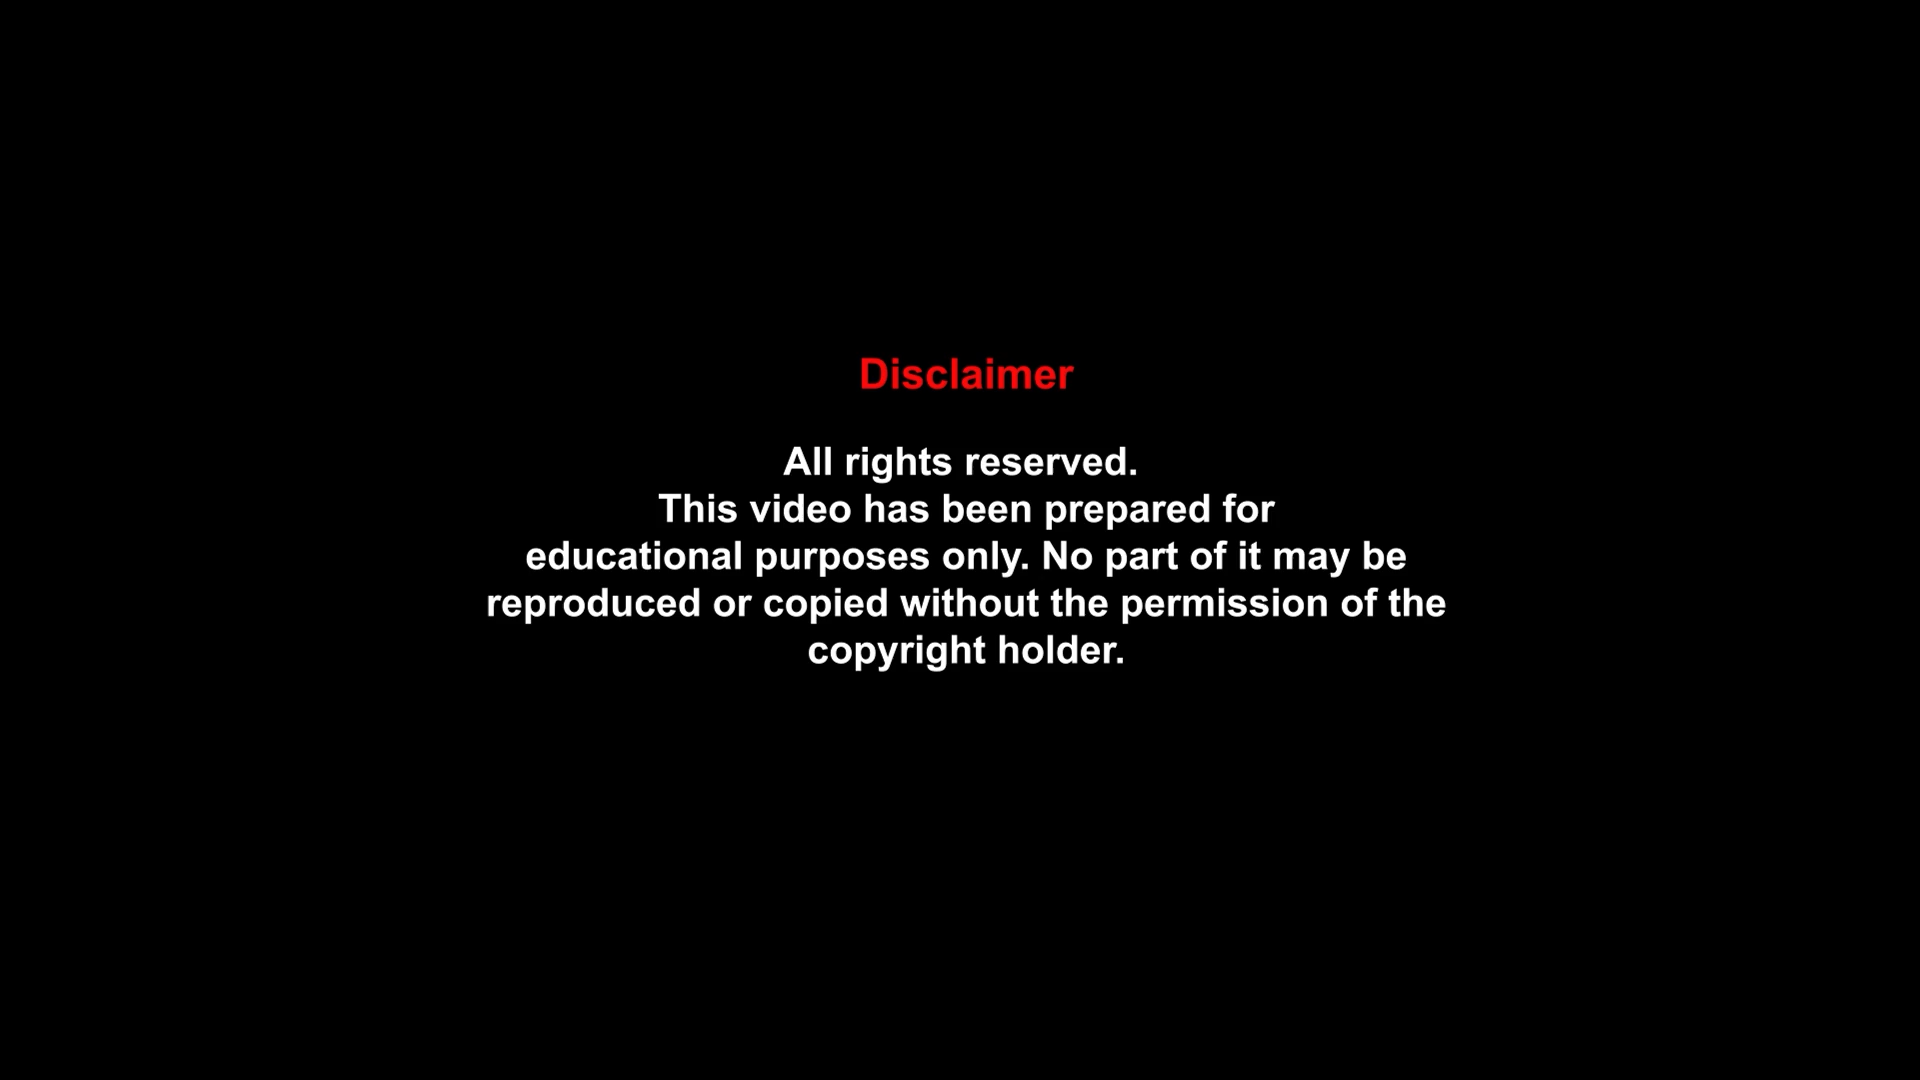 Disclaimer
All rights reserved.
This video has been prepared for
educational purposes only. No part of it may be
reproduced or copied without the permission of the
copyright holder.